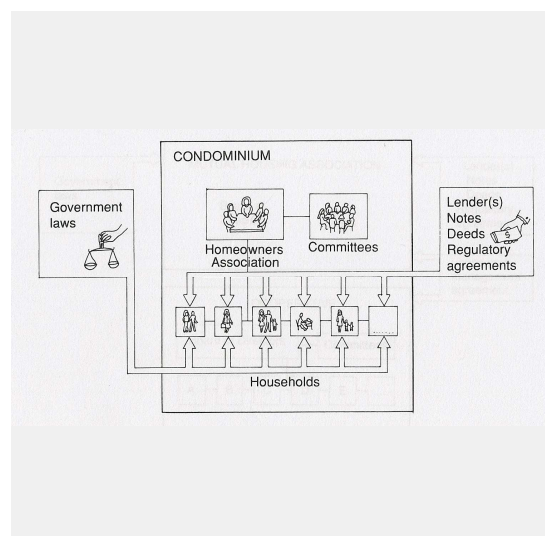 CONDOMINIUM
Government
laws
Homeowners
Association
Committees
Lender(s)
Notes
Deeds
$
Regulatory
agreements
Households